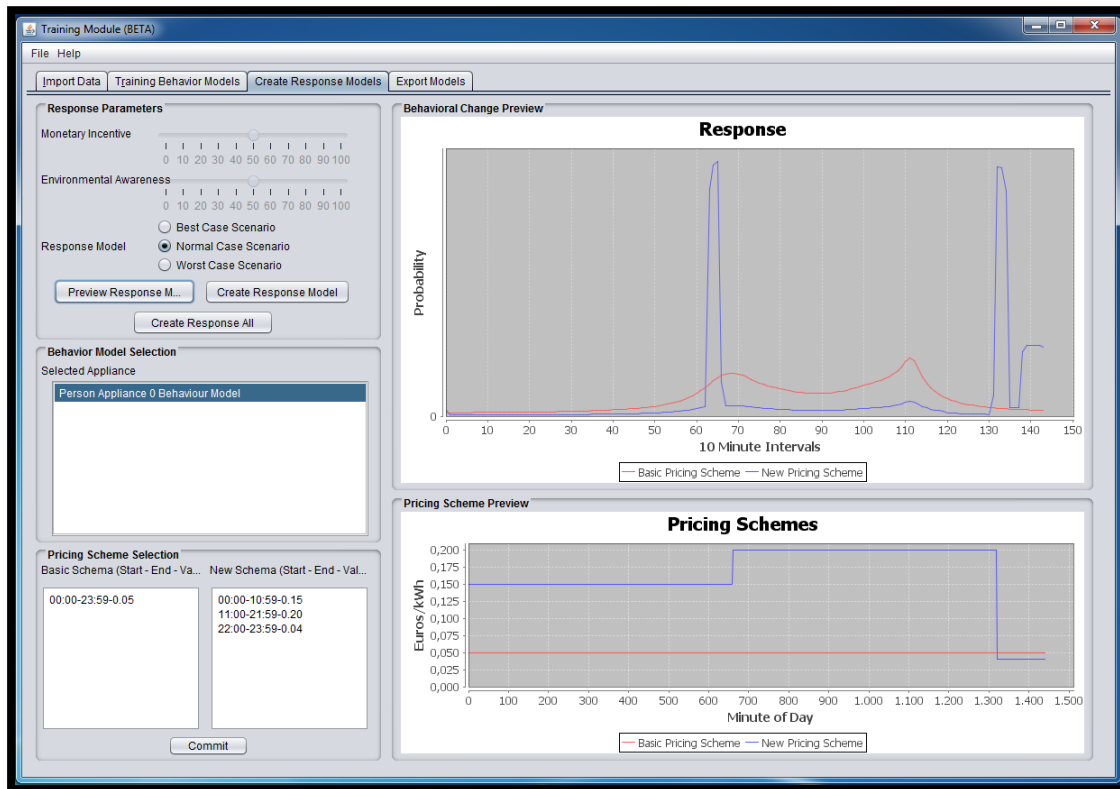 Training Module (BETA)
File Help
Import Data Training Behavior Models Create Response Models Export Models
Response Parameters
Monetary Incentive
0 10 20 30 40 50 60 70 80 90 100
Environmental Awareness
0 10 20 30 40 50 60 70 80 90 100
Best Case Scenario
Response Model Normal Case Scenario
Worst Case Scenario
Preview Response M... Create Response Model
Create Response All
Behavior Model Selection
Selected Appliance
Person Appliance 0 Behaviour Model
Pricing Scheme Selection
Basic Schema (Start - End - Va... New Schema (Start - End - Val...
00:00-23:59-0.05 00:00-10:59-0.15
11:00-21:59-0.20
22:00-23:59-0.04
Commit
Behavioral Change Preview
Response
Probability
0
0 10 20 30 40 50 60 70 80 90 100 110 120 130 140 150
10 Minute Intervals
Basic Pricing Scheme New Pricing Scheme
Pricing Scheme Preview
Pricing Schemes
Euros/kWh
0,200
0,175
0,150
0,125
0,100
0,075
0,050
0,025
0,000
0 100 200 300 400 500 600 700 800 900 1.000 1.100 1.200 1.300 1.400 1.500
Minute of Day
Basic Pricing Scheme New Pricing Scheme